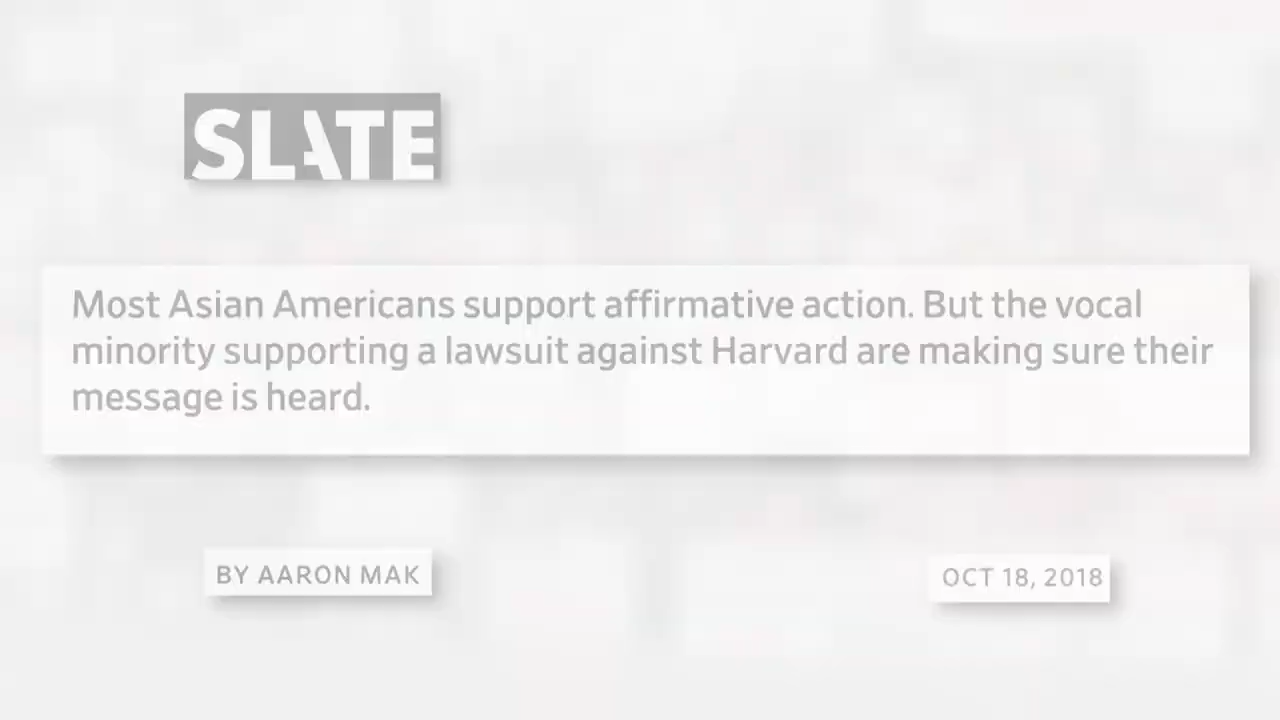 SLATE
Most Asian Americans support affirmative action. But the vocal
minority supporting a lawsuit against Harvard are making sure their
message is heard.
BY AARON MAK
OCT 18, 2018